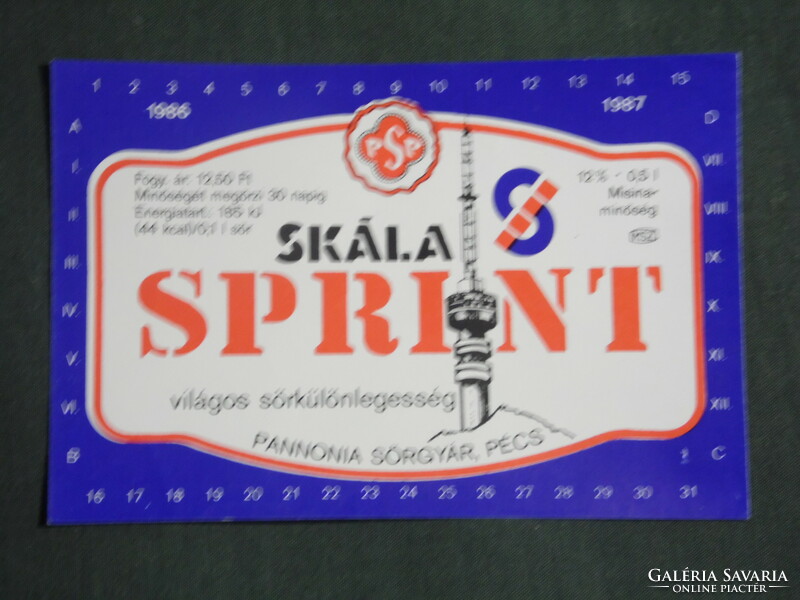 1 2 3 4 5 6 7 8 9 10 11 12 13 14 15
1986 1987
PSP
A
I.
II.
III.
IV.
V.
VI.
B
Fogy. ár: 12,50 Ft
Minőségét megőrzi 30 napig
Energiatart.: 185 kJ
(44 kcal)/0,1 l sör
12% - 0,5 l
Misina-
minőség
MSZ
SKÁLA
S
SPRINT
világos sörkülönlegesség
PANNONIA SÖRGYÁR, PÉCS
D
VII.
VIII.
IX.
X.
XI.
XII.
C
16 17 18 19 20 21 22 23 24 25 26 27 28 29 30 31
GALÉRIA SAVARIA
ONLINE PIACTÉR